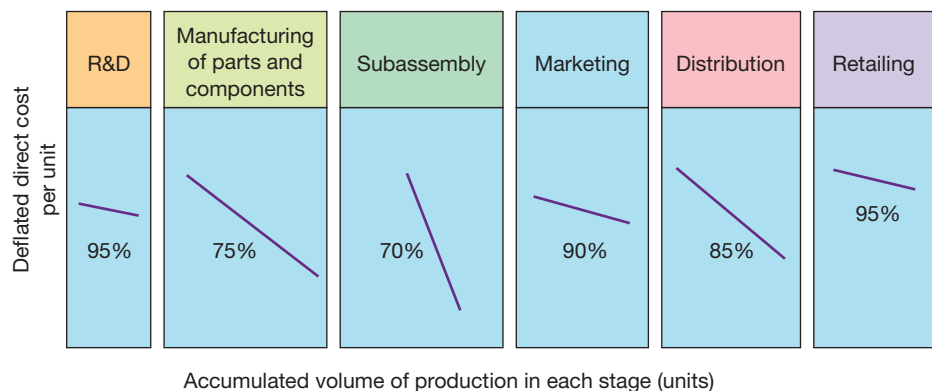 R&D
Manufacturing
of parts and
components
Subassembly
Marketing
Distribution
Retailing
Deflated direct cost
per unit
95%
75%
70%
90%
85%
95%
Accumulated volume of production in each stage (units)